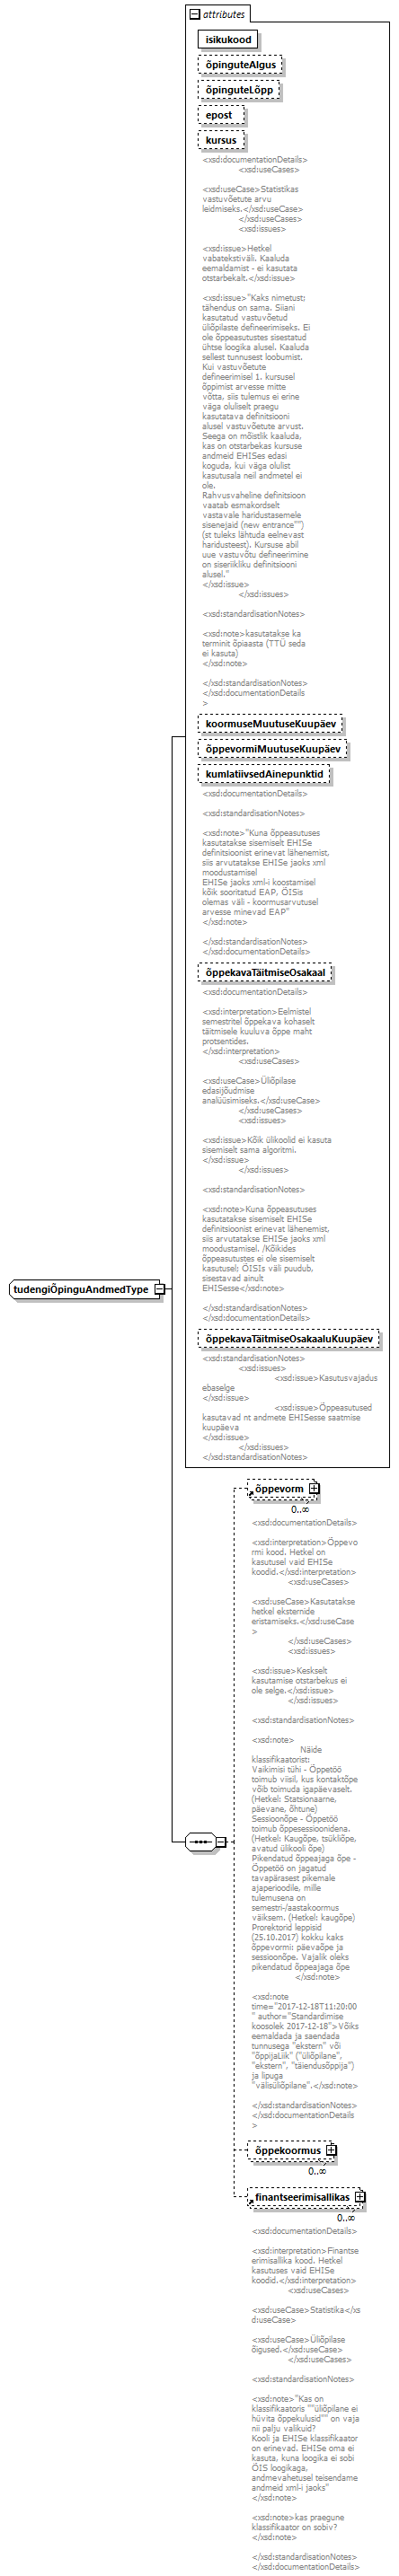 attributes
isikukood
õpinguteAlgus
õpinguteLõpp
epost
kursus
<xsd:documentationDetails>
<xsd:useCases>
<xsd:useCase>Statistikas
vastuvõetute arvu
leidmiseks.</xsd:useCase>
</xsd:useCases>
<xsd:issues>
<xsd:issue>Hetkel
vabatekstiväli. Kaaluda
eemaldamist - ei kasutata
otstarbekalt.</xsd:issue>
<xsd:issue>"Kaks nimetust;
tähendus on sama. Siiani
kasutatud vastuvõetud
üliõpilaste defineerimiseks. Ei
ole õppeasutustes sisestatud
ühtse loogika alusel. Kaaluda
sellest tunnusest loobumist.
Kui vastuvõetute
defineerimisel 1. kursusel
õppimist arvesse mitte
võtta, siis tulemus ei erine
väga oluliselt praegu
kasutatava definitsiooni
alusel vastuvõetute arvust.
Seega on mõistlik kaaluda,
kas on otstarbekas kursuse
andmeid EHISes edasi
koguda, kui väga olulist
kasutusala neil andmetel ei
ole.
Rahvusvaheline definitsioon
vaatab esmakordselt
vastavale haridustasemele
sisenejaid (new entrance"")
(st tuleks lähtuda eelnevast
haridusteest). Kursuse abil
uue vastuvõtu defineerimine
on siseriikliku definitsiooni
alusel."
</xsd:issue>
</xsd:issues>
<xsd:standardisationNotes>
<xsd:note>kasutatakse ka
terminit õpiaasta (TTÜ seda
ei kasuta)
</xsd:note>
</xsd:standardisationNotes>
</xsd:documentationDetails
>
koormuseMuutuseKuupäev
õppevormiMuutuseKuupäev
kumlatiivsedAinepunktid
<xsd:documentationDetails>
<xsd:standardisationNotes>
<xsd:note>"Kuna õppeasutuses
kasutatakse sisemiselt EHISe
definitsioonist erinevat lähenemist,
siis arvutatakse EHISe jaoks xml
moodustamisel
EHISe jaoks xml-i koostamisel
kõik sooritatud EAP, ÕISis
olemas väli - koormusarvutusel
arvesse minevad EAP"
</xsd:note>
</xsd:standardisationNotes>
</xsd:documentationDetails>
õppekavaTäitmiseOsakaal
<xsd:documentationDetails>
<xsd:interpretation>Eelmistel
semestritel õppekava kohaselt
täitmisele kuuluva õppe maht
protsentides.
</xsd:interpretation>
<xsd:useCases>
<xsd:useCase>Üliõpilase
edasijõudmise
analüüsimiseks.</xsd:useCase>
</xsd:useCases>
<xsd:issues>
<xsd:issue>Kõik ülikoolid ei kasuta
sisemiselt sama algoritmi.
</xsd:issue>
</xsd:issues>
<xsd:standardisationNotes>
<xsd:note>Kuna õppeasutuses
kasutatakse sisemiselt EHISe
definitsioonist erinevat lähenemist,
siis arvutatakse EHISe jaoks xml
moodustamisel. /Kõikides
õppeasutustes ei ole sisemiselt
kasutusel; ÕISIs väli puudub,
sisestavad ainult
EHISesse</xsd:note>
</xsd:standardisationNotes>
</xsd:documentationDetails>
tudengiÕpinguAndmedType
õppekavaTäitmiseOsakaaluKuupäev
<xsd:standardisationNotes>
<xsd:issues>
<xsd:issue>Kasutusvajadus
ebaselge
</xsd:issue>
<xsd:issue>Õppeasutused
kasutavad nt andmete EHISesse saatmise
kuupäeva
</xsd:issue>
</xsd:issues>
</xsd:standardisationNotes>
õppevorm
0..∞
<xsd:documentationDetails>
<xsd:interpretation>Õppevo
rmi kood. Hetkel on
kasutusel vaid EHISe
koodid.</xsd:interpretation>
<xsd:useCases>
<xsd:useCase>Kasutatakse
hetkel eksternide
eristamiseks.</xsd:useCase
>
</xsd:useCases>
<xsd:issues>
<xsd:issue>Keskselt
kasutamise otstarbekus ei
ole selge.</xsd:issue>
</xsd:issues>
<xsd:standardisationNotes>
<xsd:note>
Näide
klassifikaatorist:
Vaikimisi tühi - Õppetöö
toimub viisil, kus kontaktõpe
võib toimuda igapäevaselt.
(Hetkel: Statsionaarne,
päevane, õhtune)
Sessioonõpe - Õppetöö
toimub õppesessioonidena.
(Hetkel: Kaugõpe, tsükliõpe,
avatud ülikooli õpe)
Pikendatud õppeajaga õpe -
Õppetöö on jagatud
tavapärasest pikemale
ajaperioodile, mille
tulemusena on
semestri-/aastakoormus
väiksem. (Hetkel: kaugõpe)
Prorektorid leppisid
(25.10.2017) kokku kaks
õppevormi: päevaõpe ja
sessioonõpe. Vajalik oleks
pikendatud õppeajaga õpe
</xsd:note>
<xsd:note
time="2017-12-18T11:20:00
" author="Standardimise
koosolek 2017-12-18">Võiks
eemaldada ja saendada
tunnusega "ekstern" või
"õppijaLiik" ("üliõpilane",
"ekstern", "täiendusõppija")
ja lipuga
"välisüliõpilane".</xsd:note>
</xsd:standardisationNotes>
</xsd:documentationDetails
>
õppekoormus
0..∞
finantseerimisallikas
0..∞
<xsd:documentationDetails>
<xsd:interpretation>Finantse
erimisallika kood. Hetkel
kasutuses vaid EHISe
koodid.</xsd:interpretation>
<xsd:useCases>
<xsd:useCase>Statistika</xs
d:useCase>
<xsd:useCase>Üliõpilase
õigused.</xsd:useCase>
</xsd:useCases>
<xsd:standardisationNotes>
<xsd:note>"Kas on
klassifikaatoris ""üliõpilane ei
hüvita õppekulusid"" on vaja
nii palju valikuid?
Kooli ja EHISe klassifikaator
on erinevad. EHISe oma ei
kasuta, kuna loogika ei sobi
ÕIS loogikaga,
andmevahetusel teisendame
andmeid xml-i jaoks"
</xsd:note>
<xsd:note>kas praegune
klassifikaator on sobiv?
</xsd:note>
</xsd:standardisationNotes>
</xsd:documentationDetails>